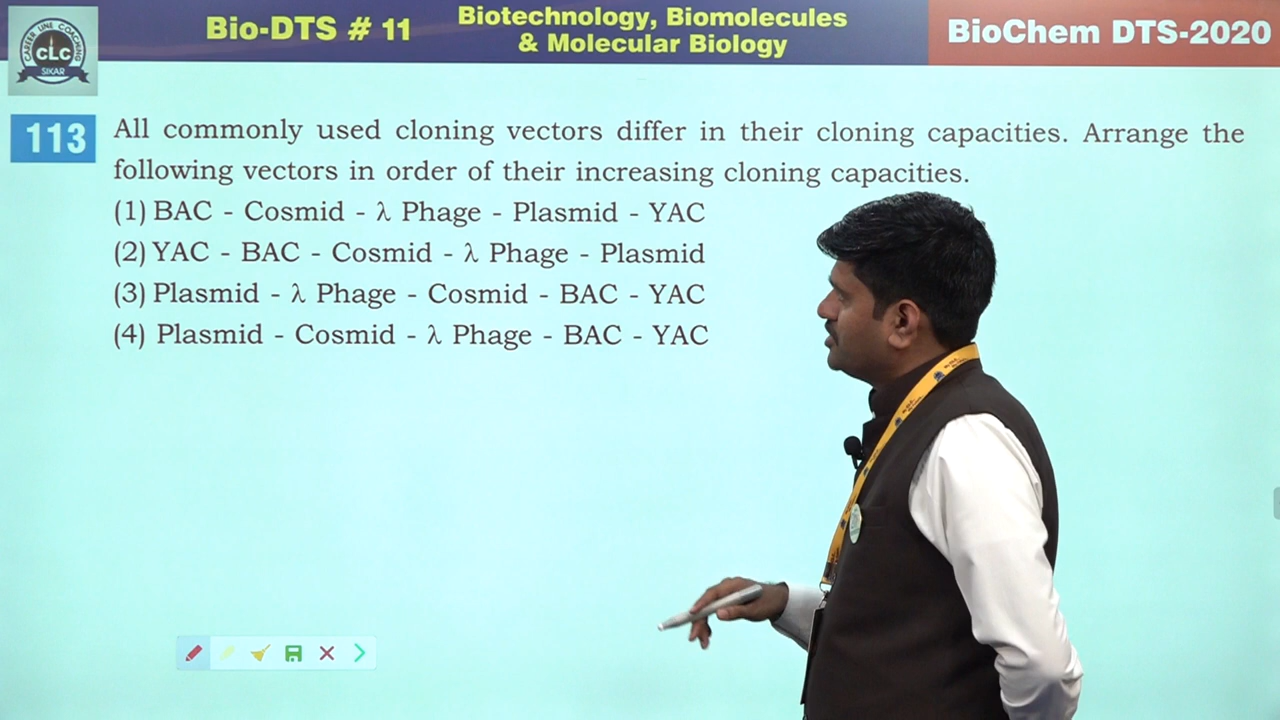 Bio-DTS # 11
Biotechnology, Biomolecules
& Molecular Biology
BioChem DTS-2020
CAREER LINE COACHING
CLC
SIKAR
113
All commonly used cloning vectors differ in their cloning capacities. Arrange the
following vectors in order of their increasing cloning capacities.
(1) BAC - Cosmid - λ Phage - Plasmid - YAC
(2) YAC - BAC - Cosmid - λ Phage - Plasmid
(3) Plasmid - λ Phage - Cosmid - BAC - YAC
(4) Plasmid - Cosmid - λ Phage - BAC - YAC